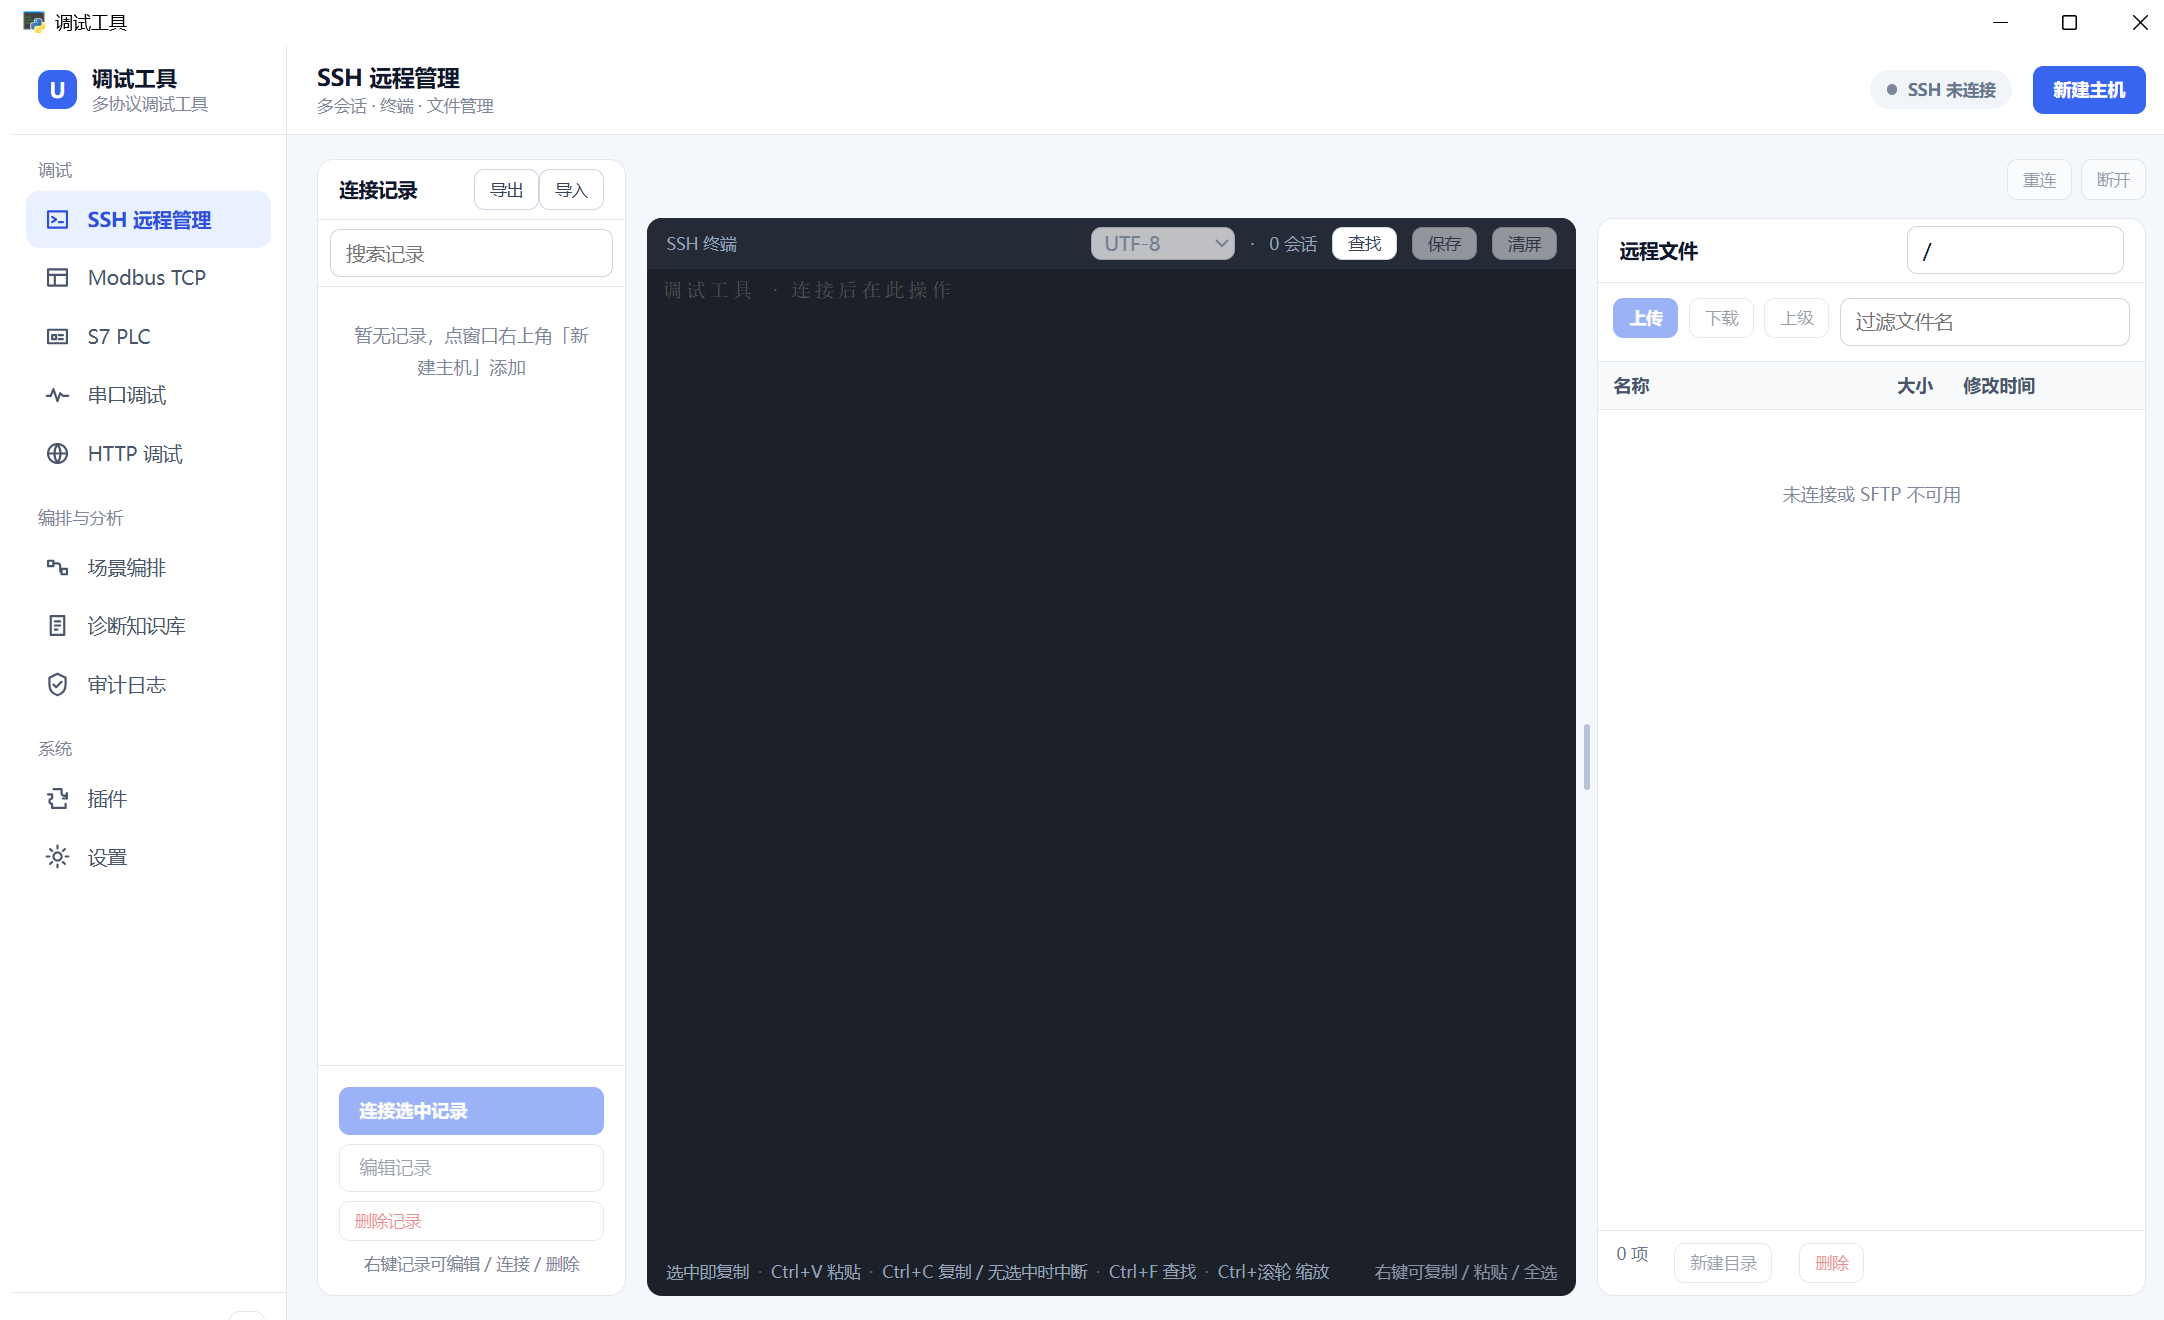 调试工具
U
调试工具
多协议调试工具
SSH 远程管理
多会话 · 终端 · 文件管理
SSH 未连接
新建主机
调试
SSH 远程管理
Modbus TCP
S7 PLC
串口调试
HTTP 调试
编排与分析
场景编排
诊断知识库
审计日志
系统
插件
设置
连接记录
导出
导入
搜索记录
暂无记录，点窗口右上角「新
建主机」添加
连接选中记录
编辑记录
删除记录
右键记录可编辑 / 连接 / 删除
重连
断开
SSH 终端
UTF-8
· 0 会话
查找
保存
清屏
调试工具 · 连接后在此操作
选中即复制 · Ctrl+V 粘贴 · Ctrl+C 复制 / 无选中时中断 · Ctrl+F 查找 · Ctrl+滚轮 缩放
右键可复制 / 粘贴 / 全选
远程文件
/
上传
下载
上级
过滤文件名
名称
大小
修改时间
未连接或 SFTP 不可用
0 项
新建目录
删除